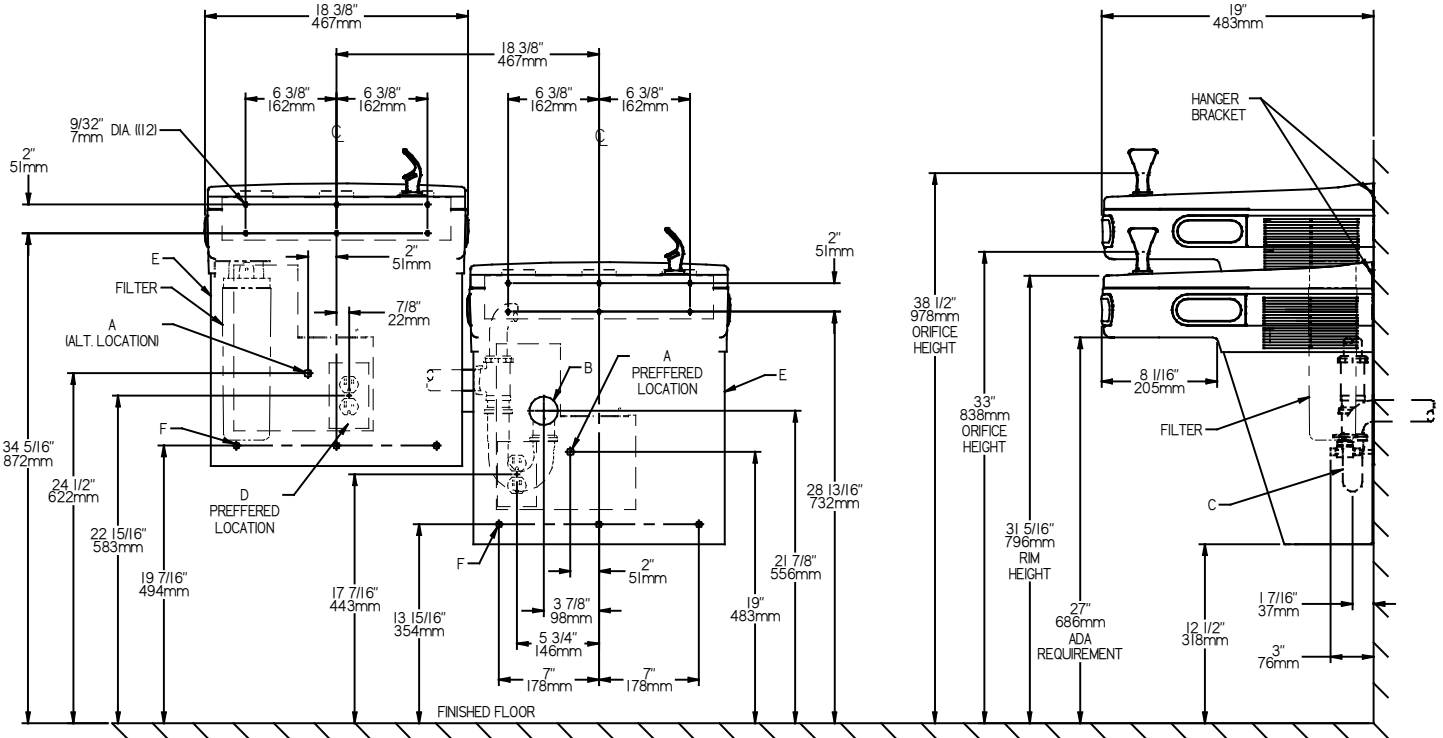 18 3/8"
467mm
18 3/8"
467mm
19"
483mm
6 3/8"
162mm
6 3/8"
162mm
6 3/8"
162mm
6 3/8"
162mm
9/32"
7mm DIA. (112)
℄
℄
HANGER
BRACKET
2"
51mm
2"
51mm
2"
51mm
E
FILTER
7/8"
22mm
A
(ALT. LOCATION)
A
PREFFERED
LOCATION
B
E
38 1/2"
978mm
ORIFICE
HEIGHT
8 1/16"
205mm
33"
838mm
ORIFICE
HEIGHT
FILTER
F
34 5/16"
872mm
24 1/2"
622mm
D
PREFFERED
LOCATION
28 13/16"
732mm
C
22 15/16"
583mm
31 5/16"
796mm
RIM
HEIGHT
F
21 7/8"
556mm
2"
51mm
19 7/16"
494mm
17 7/16"
443mm
13 15/16"
354mm
3 7/8"
98mm
19"
483mm
27"
686mm
ADA
REQUIREMENT
1 7/16"
37mm
12 1/2"
318mm
5 3/4"
146mm
3"
76mm
7"
178mm
7"
178mm
FINISHED FLOOR